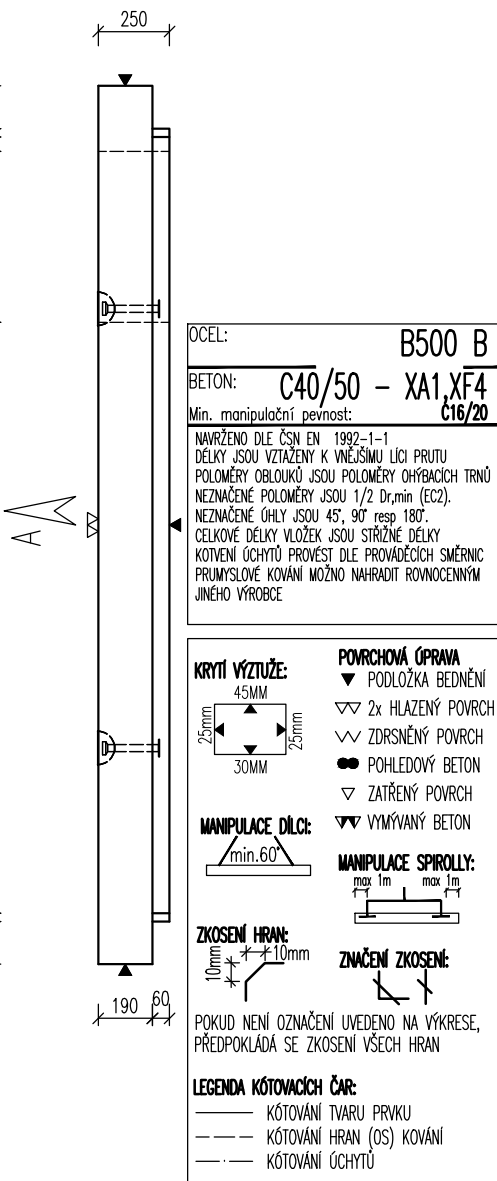 250
OCEL: B500 B
BETON: C40/50 - XA1,XF4
Min. manipulační pevnost: C16/20
NAVRŽENO DLE ČSN EN 1992-1-1
DÉLKY JSOU VZTAŽENY K VNĚJŠÍMU LÍCI PRUTU
POLOMĚRY OBLOUKŮ JSOU POLOMĚRY OHÝBACÍCH TRNŮ
NEZNAČENÉ POLOMĚRY JSOU 1/2 Dr,min (EC2).
NEZNAČENÉ ÚHLY JSOU 45°, 90° resp 180°.
CELKOVÉ DÉLKY VLOŽEK JSOU STŘIŽNÉ DÉLKY
KOTVENÍ ÚCHYTŮ PROVÉST DLE PROVÁDĚCÍCH SMĚRNIC
PRUMYSLOVÉ KOVÁNÍ MOŽNO NAHRADIT ROVNOCENNÝM
JINÉHO VÝROBCE
A
KRYTÍ VÝZTUŽE:
45MM
25mm
25mm
30MM
POVRCHOVÁ ÚPRAVA
PODLOŽKA BEDNĚNÍ
2x HLAZENÝ POVRCH
ZDRSNĚNÝ POVRCH
POHLEDOVÝ BETON
ZATŘENÝ POVRCH
VYMÝVANÝ BETON
MANIPULACE DÍLCI:
min.60°
MANIPULACE SPIROLLY:
max 1m max 1m
ZKOSENÍ HRAN:
10mm
10mm
ZNAČENÍ ZKOSENÍ:
190 60
POKUD NENÍ OZNAČENÍ UVEDENO NA VÝKRESE,
PŘEDPOKLÁDÁ SE ZKOSENÍ VŠECH HRAN
LEGENDA KÓTOVACÍCH ČAR:
KÓTOVÁNÍ TVARU PRVKU
KÓTOVÁNÍ HRAN (OS) KOVÁNÍ
KÓTOVÁNÍ ÚCHYTŮ